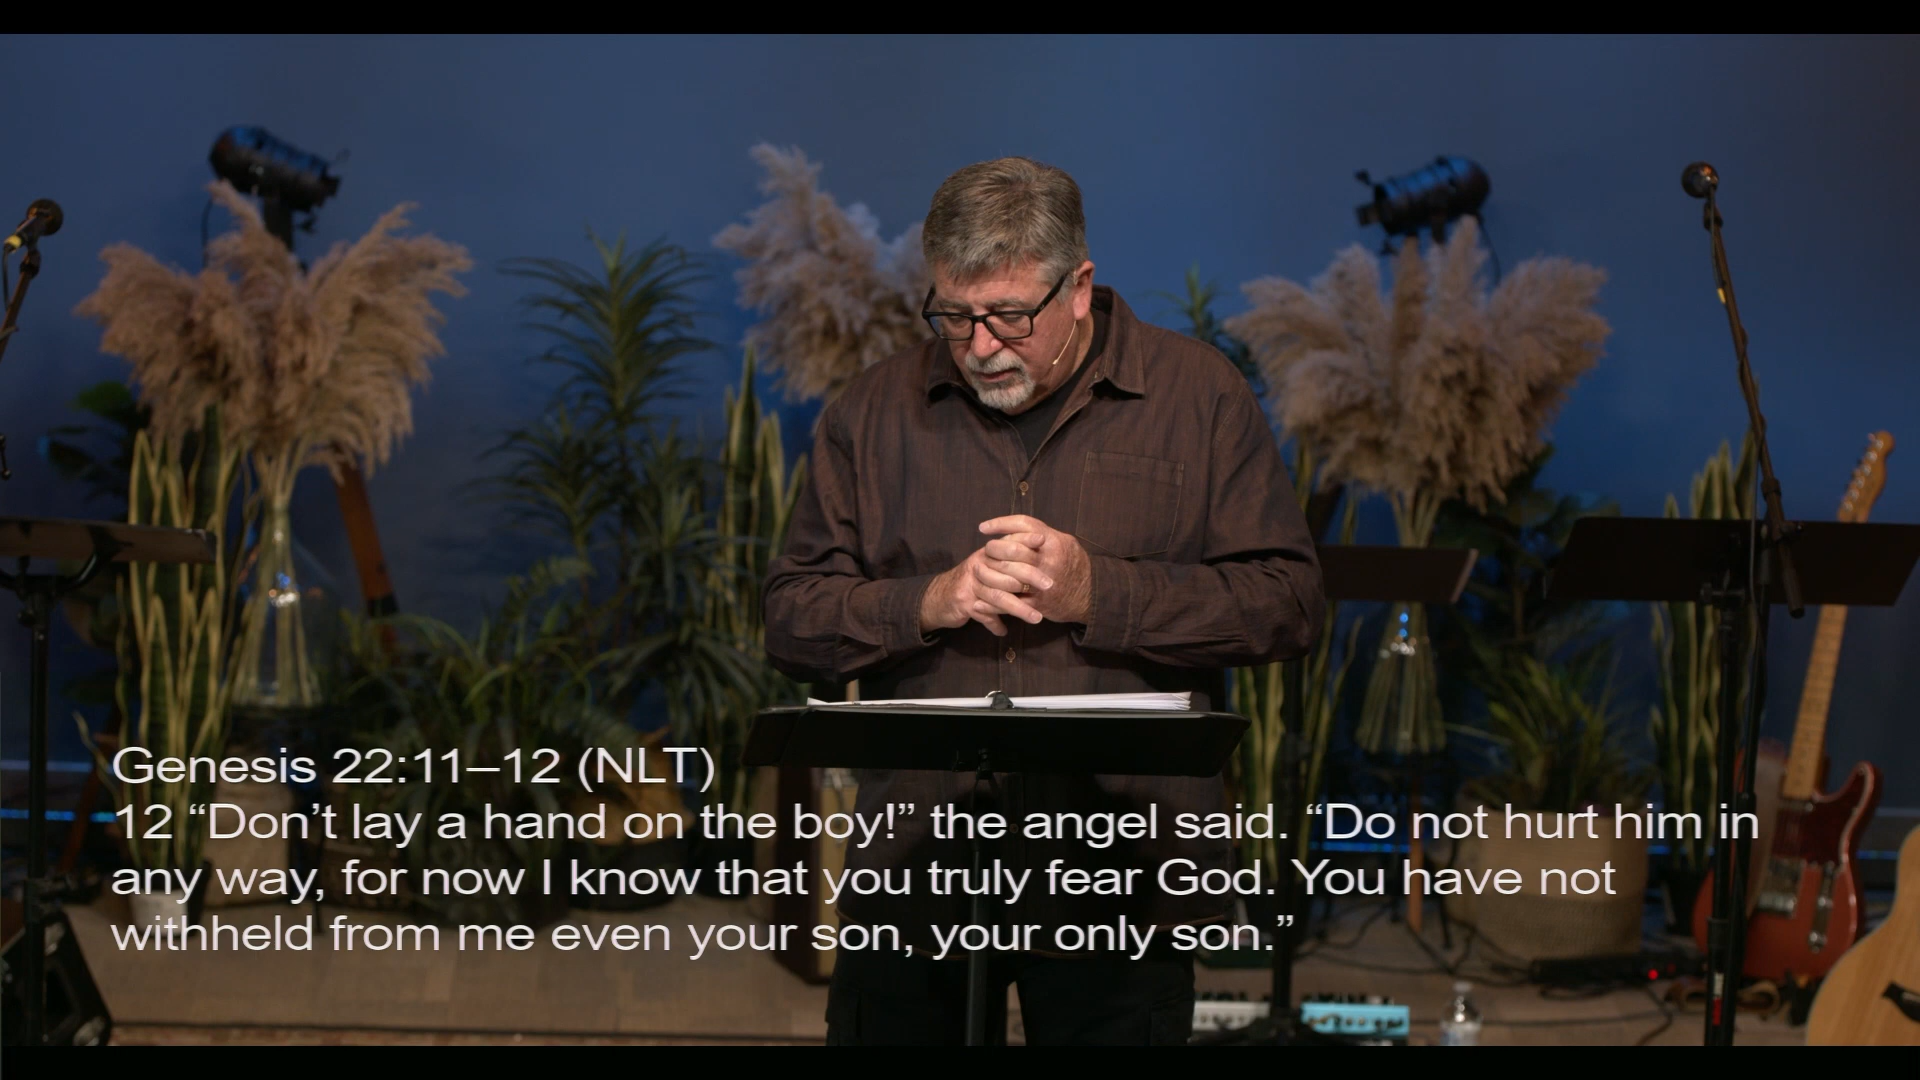 Genesis 22:11–12 (NLT)
12 “Don’t lay a hand on the boy!” the angel said. “Do not hurt him in
any way, for now I know that you truly fear God. You have not
withheld from me even your son, your only son.”